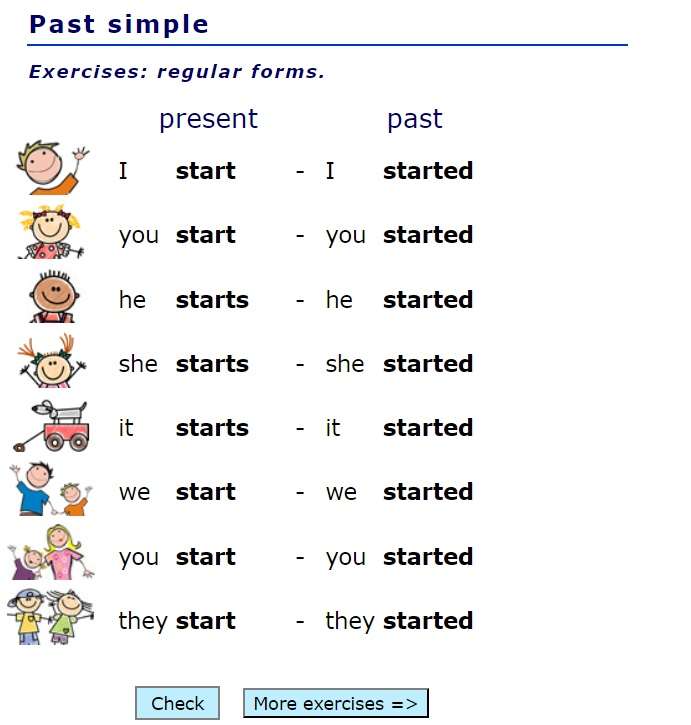 Past simple
Exercises: regular forms.
present past
I start - I started
you start - you started
he starts - he started
she starts - she started
it starts - it started
we start - we started
you start - you started
they start - they started
Check More exercises =>